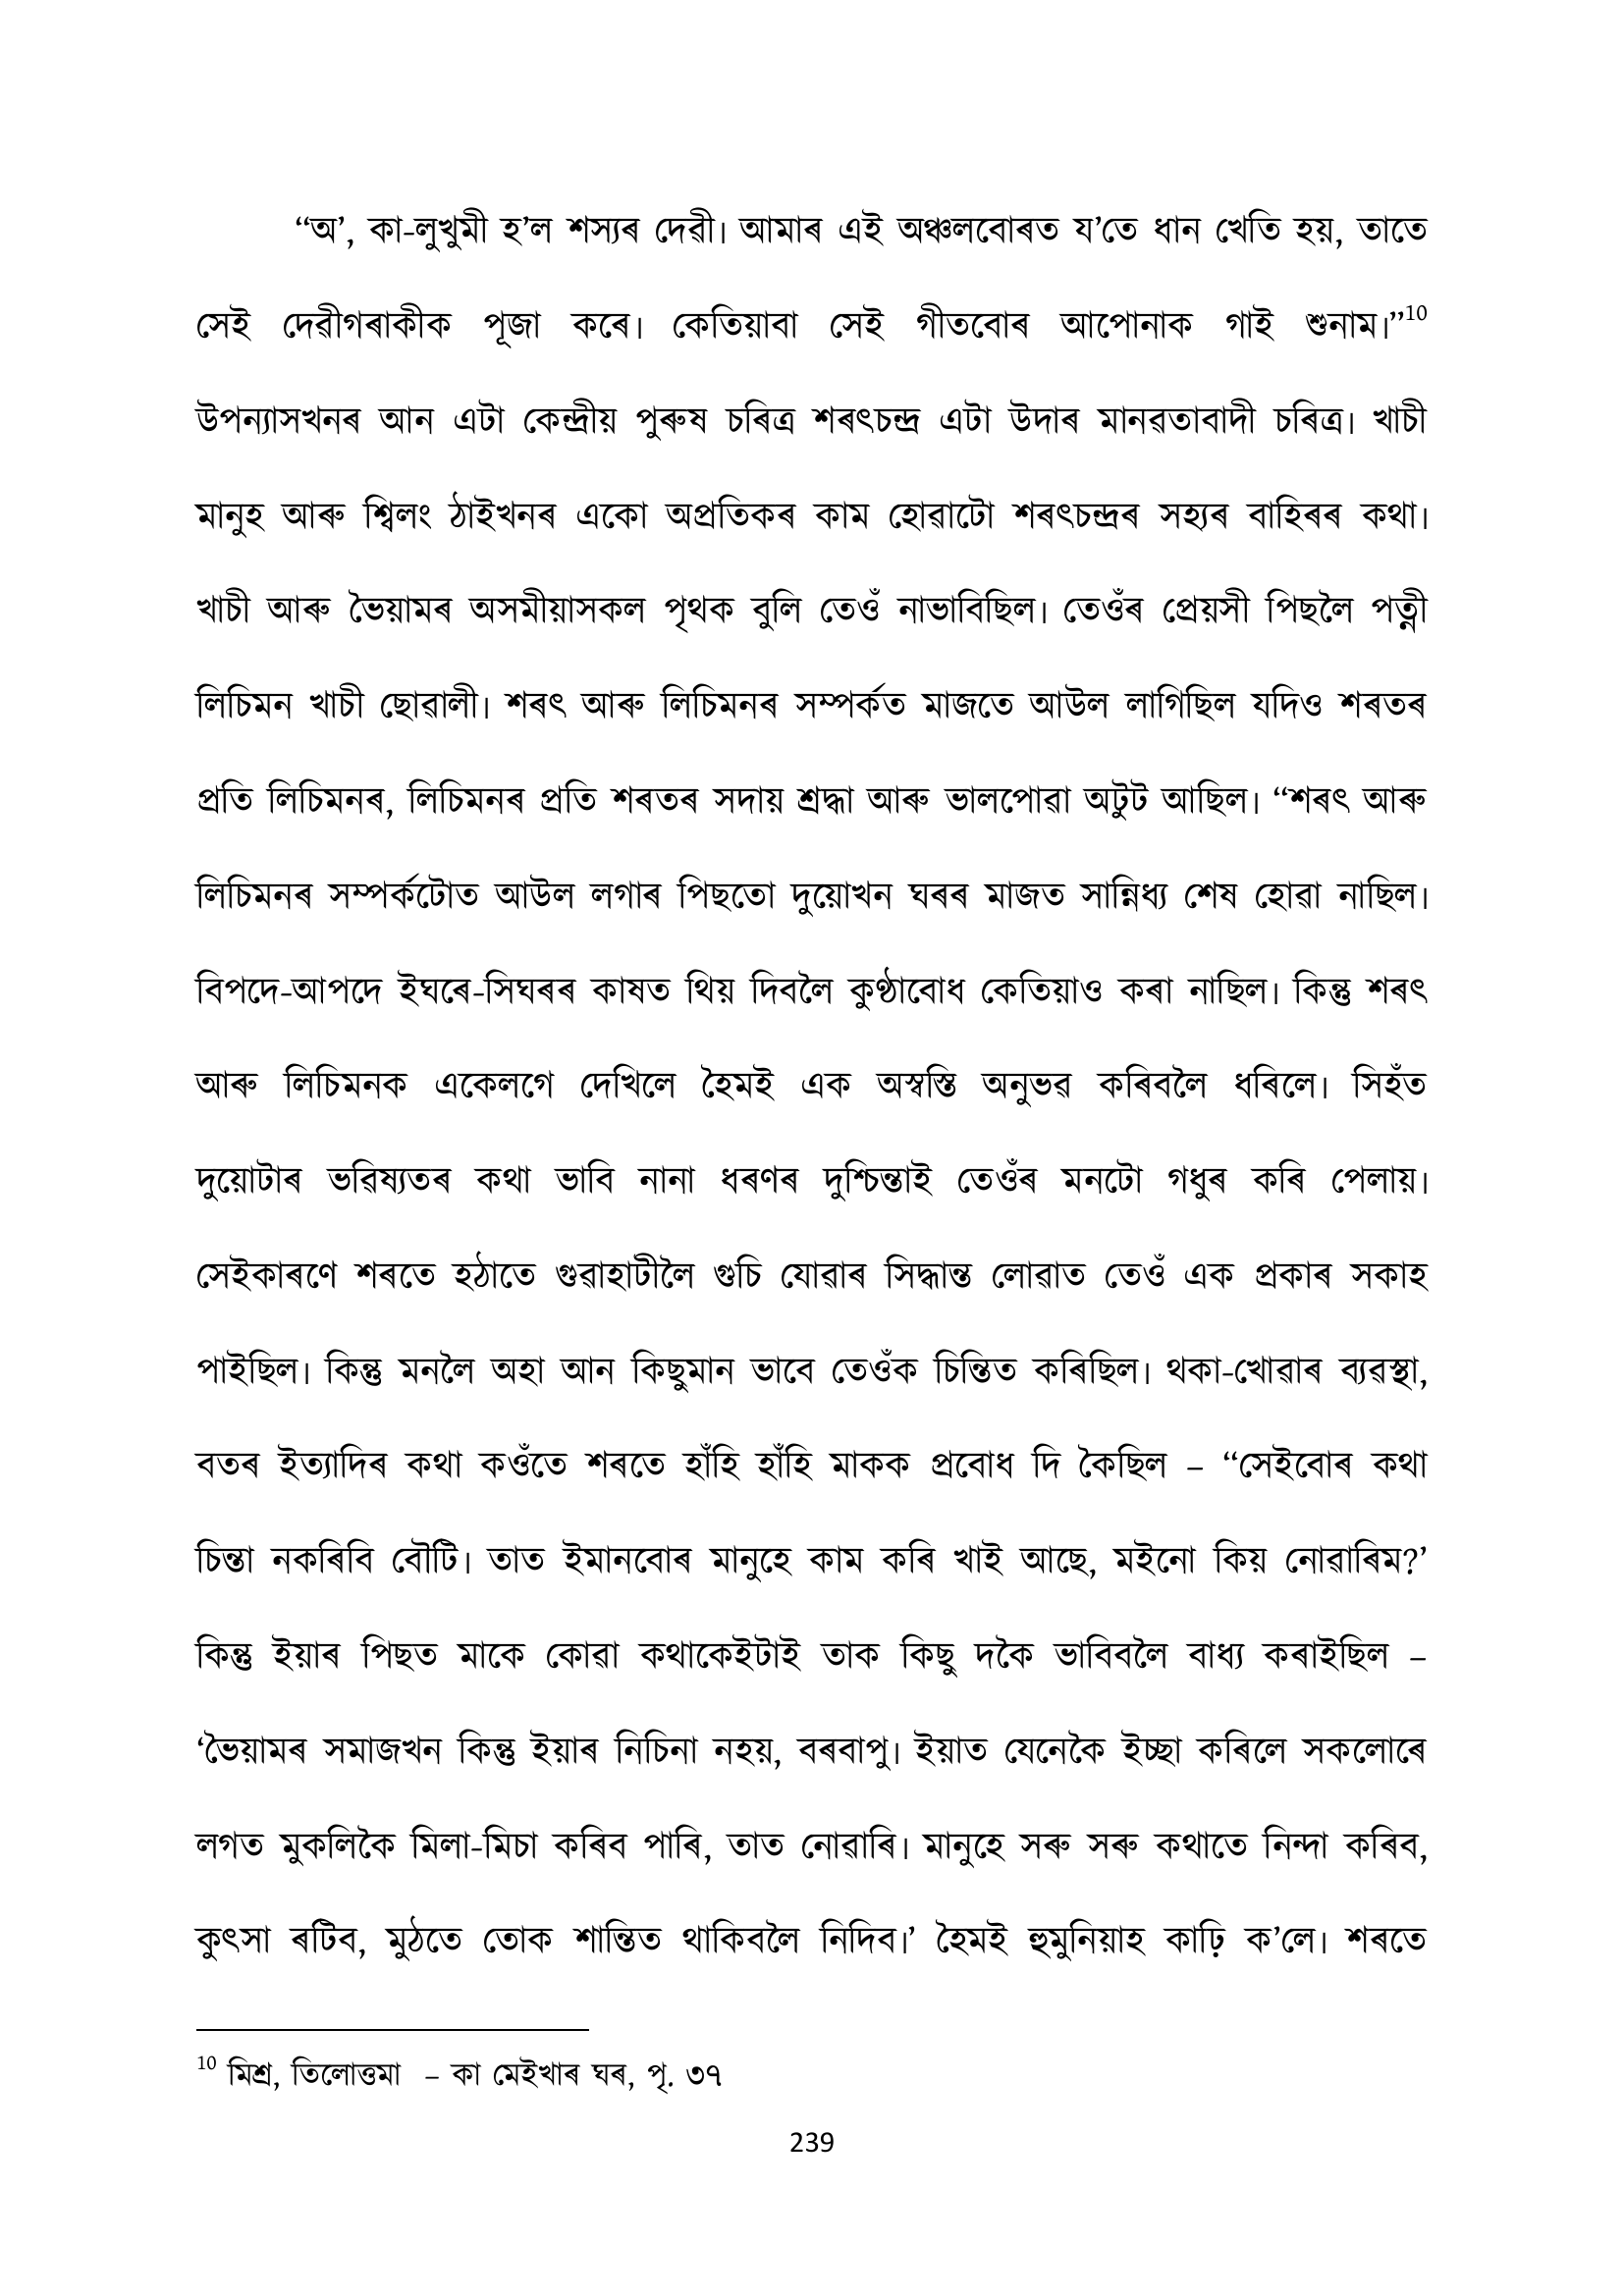 “অ’, কা-লুখুমী হ’ল শস্যৰ দেৱী। আমাৰ এই অঞ্চলবোৰত য’তে ধান খেতি হয়, তাতে
সেই দেৱীগৰাকীক পূজা কৰে। কেতিয়াবা সেই গীতবোৰ আপোনাক গাই শুনাম।”10
উপন্যাসখনৰ আন এটা কেন্দ্ৰীয় পুৰুষ চৰিত্ৰ শৰৎচন্দ্ৰ এটা উদাৰ মানৱতাবাদী চৰিত্ৰ। খাচী
মানুহ আৰু শ্বিলং ঠাইখনৰ একো অপ্ৰতিকৰ কাম হোৱাটো শৰৎচন্দ্ৰৰ সহ্যৰ বাহিৰৰ কথা।
খাচী আৰু ভৈয়ামৰ অসমীয়াসকল পৃথক বুলি তেওঁ নাভাবিছিল। তেওঁৰ প্ৰেয়সী পিছলৈ পত্নী
লিচিমন খাচী ছোৱালী। শৰৎ আৰু লিচিমনৰ সম্পৰ্কত মাজতে আউল লাগিছিল যদিও শৰতৰ
প্ৰতি লিচিমনৰ, লিচিমনৰ প্ৰতি শৰতৰ সদায় শ্ৰদ্ধা আৰু ভালপোৱা অটুট আছিল। “শৰৎ আৰু
লিচিমনৰ সম্পৰ্কটোত আউল লগাৰ পিছতো দুয়োখন ঘৰৰ মাজত সান্নিধ্য শেষ হোৱা নাছিল।
বিপদে-আপদে ইঘৰে-সিঘৰৰ কাষত থিয় দিবলৈ কুণ্ঠাবোধ কেতিয়াও কৰা নাছিল। কিন্তু শৰৎ
আৰু লিচিমনক একেলগে দেখিলে হৈমই এক অস্বস্তি অনুভৱ কৰিবলৈ ধৰিলে। সিহঁত
দুয়োটাৰ ভৱিষ্যতৰ কথা ভাবি নানা ধৰণৰ দুশ্চিন্তাই তেওঁৰ মনটো গধুৰ কৰি পেলায়।
সেইকাৰণে শৰতে হঠাতে গুৱাহাটীলৈ গুচি যোৱাৰ সিদ্ধান্ত লোৱাত তেওঁ এক প্ৰকাৰ সকাহ
পাইছিল। কিন্তু মনলৈ অহা আন কিছুমান ভাবে তেওঁক চিন্তিত কৰিছিল। থকা-খোৱাৰ ব্যৱস্থা,
বতৰ ইত্যাদিৰ কথা কওঁতে শৰতে হাঁহি হাঁহি মাকক প্ৰবোধ দি কৈছিল – “সেইবোৰ কথা
চিন্তা নকৰিবি বৌটি। তাত ইমানবোৰ মানুহে কাম কৰি খাই আছে, মইনো কিয় নোৱাৰিম?’
কিন্তু ইয়াৰ পিছত মাকে কোৱা কথাকেইটাই তাক কিছু দকৈ ভাবিবলৈ বাধ্য কৰাইছিল –
‘ভৈয়ামৰ সমাজখন কিন্তু ইয়াৰ নিচিনা নহয়, বৰবাপু। ইয়াত যেনেকৈ ইচ্ছা কৰিলে সকলোৰে
লগত মুকলিকৈ মিলা-মিচা কৰিব পাৰি, তাত নোৱাৰি। মানুহে সৰু সৰু কথাতে নিন্দা কৰিব,
কুৎসা ৰটিব, মুঠতে তোক শান্তিত থাকিবলৈ নিদিব।’ হৈমই হুমুনিয়াহ কাঢ়ি ক’লে। শৰতে
10 মিশ্ৰ, তিলোত্তমা – কা মেইখাৰ ঘৰ, পৃ. ৩৭
239